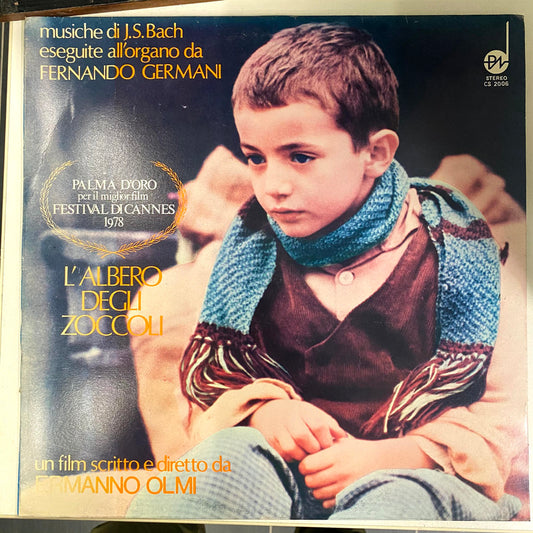 musiche di J.S. Bach
eseguite all'organo da
FERNANDO GERMANI
PN
STEREO
CS 2006
PALMA D'ORO
per il miglior film
FESTIVAL DI CANNES
1978
L'ALBERO
DEGLI
ZOCCOLI
un film scritto e diretto da
ERMANNO OLMI